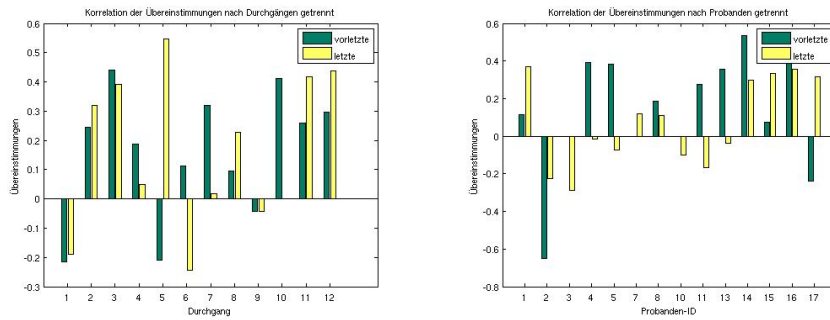 Korrelation der Übereinstimmungen nach Durchgängen getrennt
0.6
0.5
0.4
0.3
0.2
0.1
0
-0.1
-0.2
-0.3
Übereinstimmungen
vorletzte
letzte
1 2 3 4 5 6 7 8 9 10 11 12
Durchgang
Korrelation der Übereinstimmungen nach Probanden getrennt
0.6
0.4
0.2
0
-0.2
-0.4
-0.6
-0.8
Übereinstimmungen
vorletzte
letzte
1 2 3 4 5 7 8 10 11 13 14 15 16 17
Probanden-ID